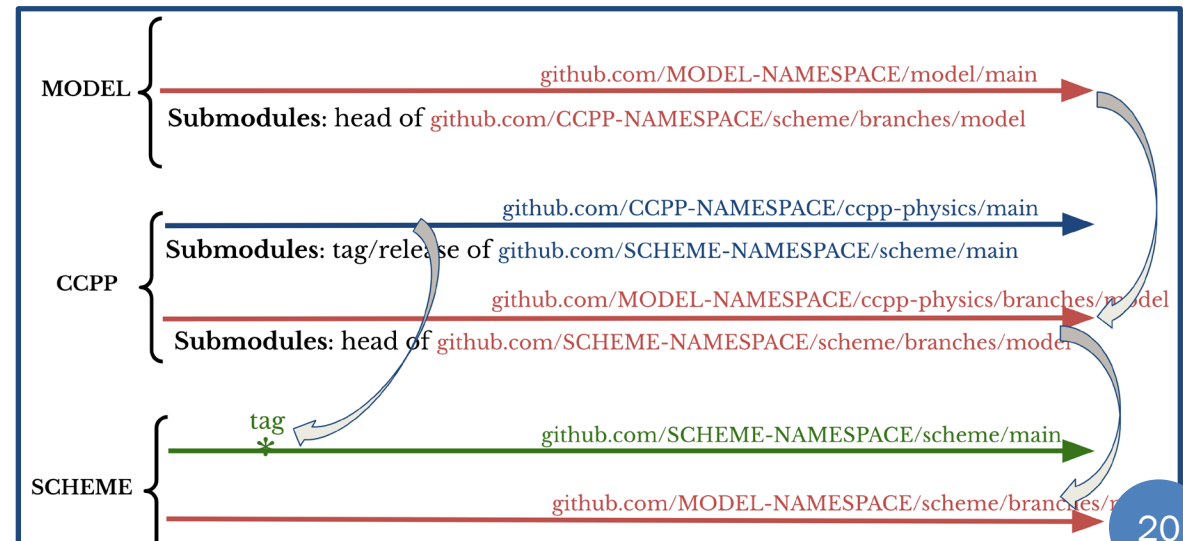 github.com/MODEL-NAMESPACE/model/main
MODEL
Submodules: head of github.com/CCPP-NAMESPACE/scheme/branches/model
github.com/CCPP-NAMESPACE/ccpp-physics/main
Submodules: tag/release of github.com/SCHEME-NAMESPACE/scheme/main
CCPP
github.com/MODEL-NAMESPACE/ccpp-physics/branches/model
Submodules: head of github.com/SCHEME-NAMESPACE/scheme/branches/model
tag
*
github.com/SCHEME-NAMESPACE/scheme/main
SCHEME
github.com/MODEL-NAMESPACE/scheme/branches/
20